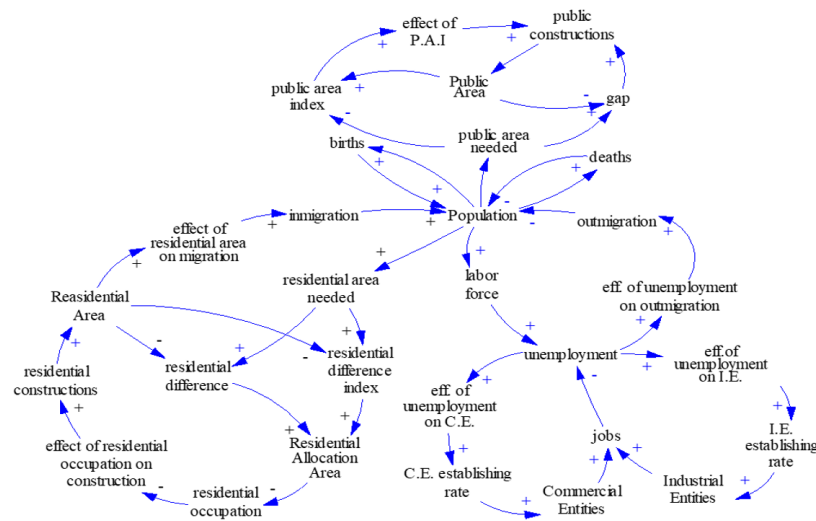 effect of
P.A.I
public
constructions
+
+
public area
index
+
Public
Area
-
gap
+
-
+
births
public area
needed
deaths
+
+
+
+
inmigration
+
Population
-
-
outmigration
+
effect of
residential area
on migration
+
+
+
+
Reasidential
Area
residential area
needed
labor
force
eff. of unemployment
on outmigration
+
-
+
-
+
+
+
residential
constructions
residential
difference
residential
difference
index
unemployment
+
-
+
eff.of
unemployment
on I.E.
+
+
+
eff. of
unemployment
on C.E.
+
effect of residential
occupation on
construction
Residential
Allocation
Area
+
jobs
+
+
I.E.
establishing
rate
-
-
residential
occupation
C.E. establishing
rate
+
Commercial
Entities
+
Industrial
Entities
+